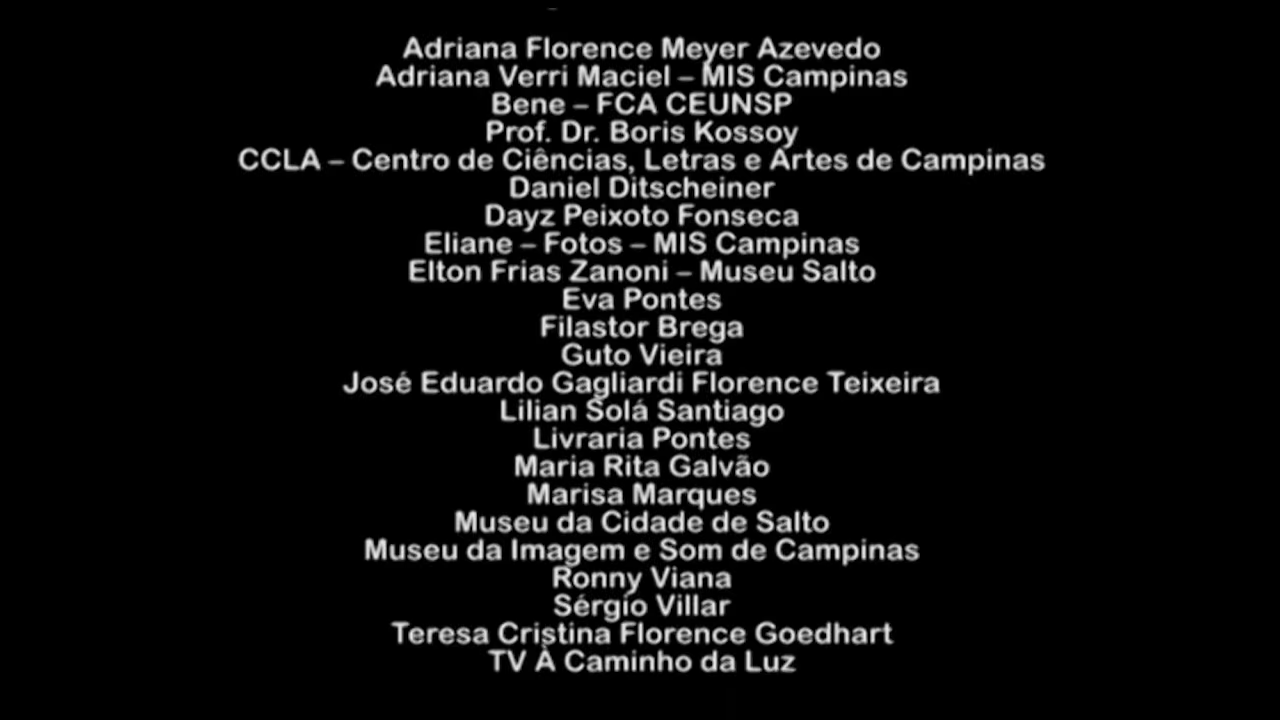 Adriana Florence Meyer Azevedo
Adriana Verri Maciel – MIS Campinas
Bene – FCA CEUNSP
Prof. Dr. Boris Kossoy
CCLA – Centro de Ciências, Letras e Artes de Campinas
Daniel Ditscheiner
Dayz Peixoto Fonseca
Eliane – Fotos – MIS Campinas
Elton Frias Zanoni – Museu Salto
Eva Pontes
Filastor Brega
Guto Vieira
José Eduardo Gagliardi Florence Teixeira
Lilian Solá Santiago
Livraria Pontes
Maria Rita Galvão
Marisa Marques
Museu da Cidade de Salto
Museu da Imagem e Som de Campinas
Ronny Viana
Sérgio Villar
Teresa Cristina Florence Goedhart
TV À Caminho da Luz